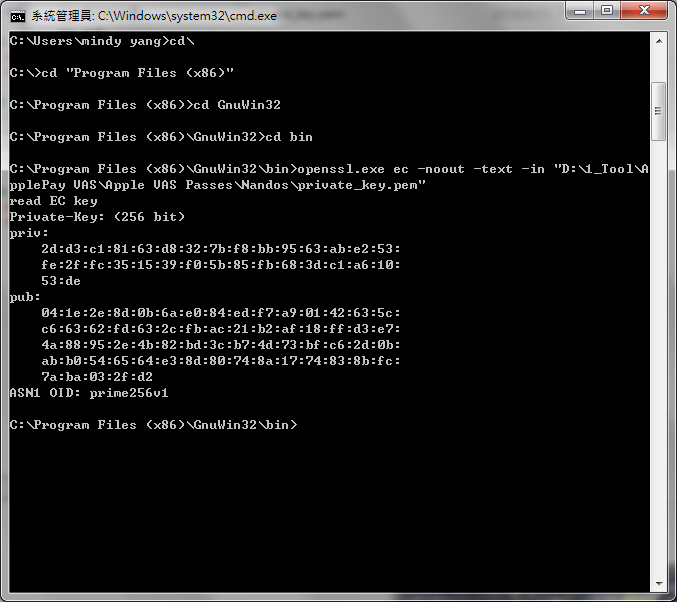 系統管理員: C:\Windows\system32\cmd.exe
C:\Users\mindy yang>cd\
C:\>cd "Program Files (x86)"
C:\Program Files (x86)>cd GnuWin32
C:\Program Files (x86)\GnuWin32>cd bin
C:\Program Files (x86)\GnuWin32\bin>openssl.exe ec -noout -text -in "D:\1_Tool\A
pplePay VAS\Apple VAS Passes\Nandos\private_key.pem"
read EC key
Private-Key: (256 bit)
priv:
2d:d3:c1:81:63:d8:32:7b:f8:bb:95:63:ab:e2:53:
fe:2f:fc:35:15:39:f0:5b:85:fb:68:3d:c1:a6:10:
53:de
pub:
04:1e:2e:8d:0b:6a:e0:84:ed:f7:a9:01:42:63:5c:
c6:63:62:fd:63:2c:fb:ac:21:b2:af:18:ff:d3:e7:
4a:88:95:2e:4b:82:bd:3c:b7:4d:73:bf:c6:2d:0b:
ab:b0:54:65:64:e3:8d:80:74:8a:17:74:83:8b:fc:
7a:ba:03:2f:d2
ASN1 OID: prime256v1
C:\Program Files (x86)\GnuWin32\bin>